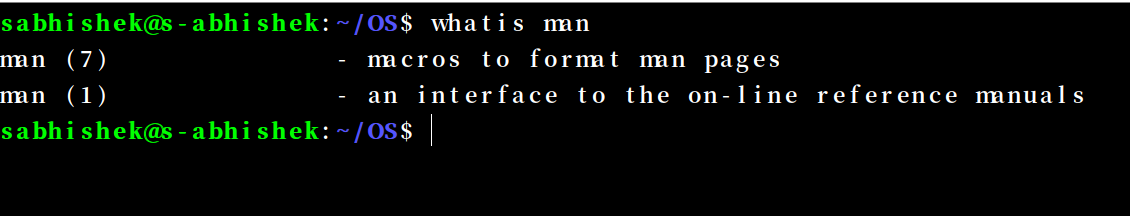 sabhishek@s-abhishek:~/OS$ whatis man
man (7)              - macros to format man pages
man (1)              - an interface to the on-line reference manuals
sabhishek@s-abhishek:~/OS$